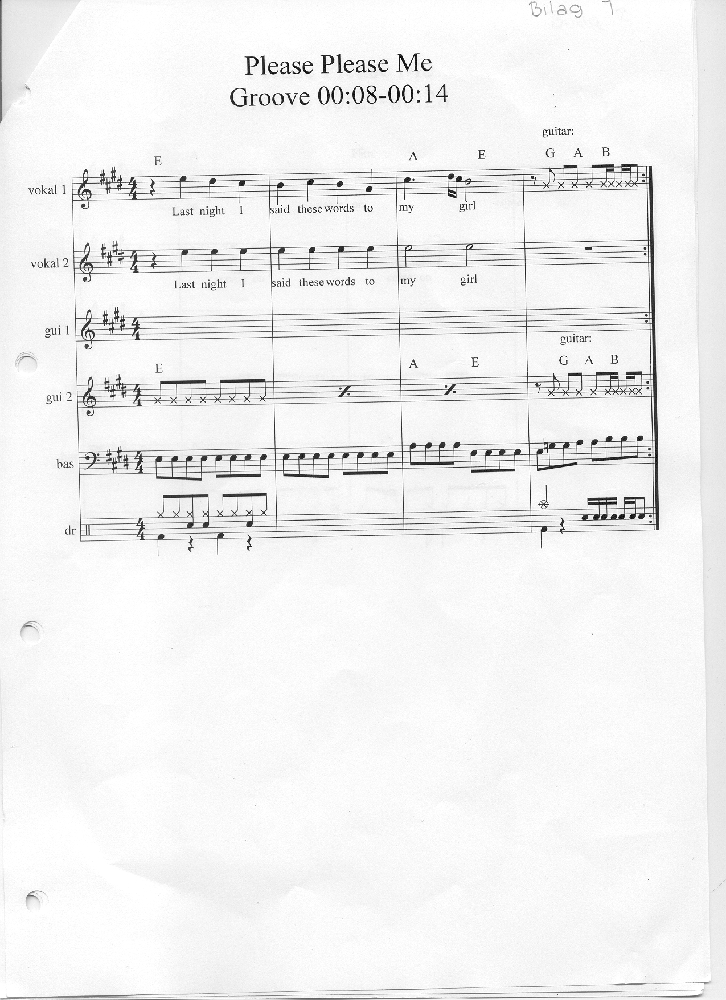 Bilag 1
Please Please Me
Groove 00:08-00:14
guitar:
E A E G A B
vokal 1
Last night I said these words to my girl
vokal 2
Last night I said these words to my girl
gui 1
guitar:
E A E G A B
gui 2
bas
dr